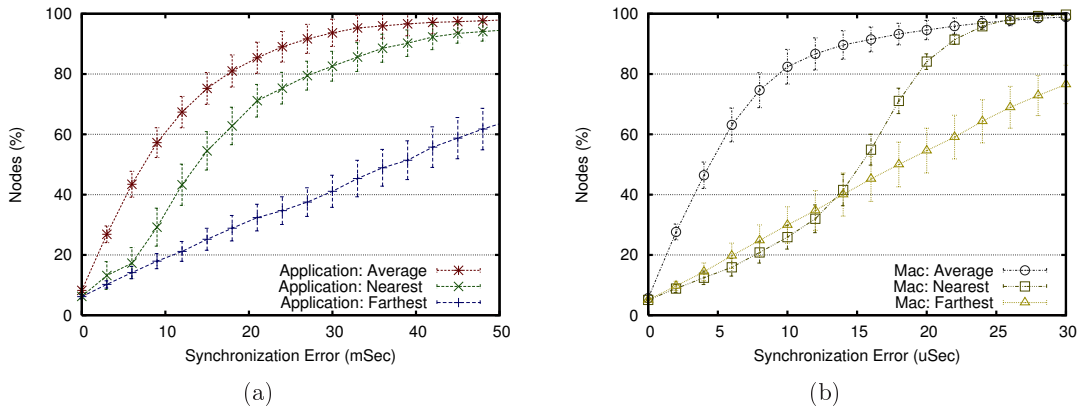 100
80
60
40
20
0
Nodes (%)
0 10 20 30 40 50
Synchronization Error (mSec)
Application: Average
Application: Nearest
Application: Farthest
(a)
100
80
60
40
20
0
Nodes (%)
0 5 10 15 20 25 30
Synchronization Error (uSec)
Mac: Average
Mac: Nearest
Mac: Farthest
(b)